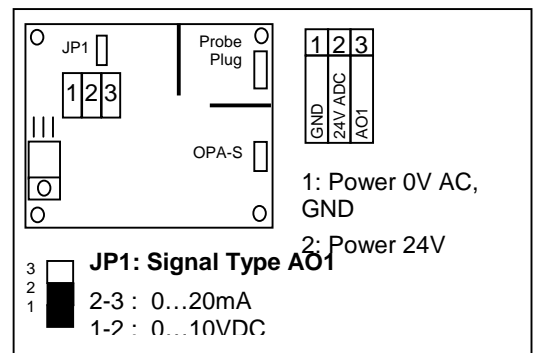 JP1
Probe
Plug
1 2 3
OPA-S
1 2 3
GND
24V ADC
AO1
1: Power 0V AC,
GND
2: Power 24V
JP1: Signal Type AO1
3
2
1
2-3 : 0...20mA
1-2 : 0...10VDC